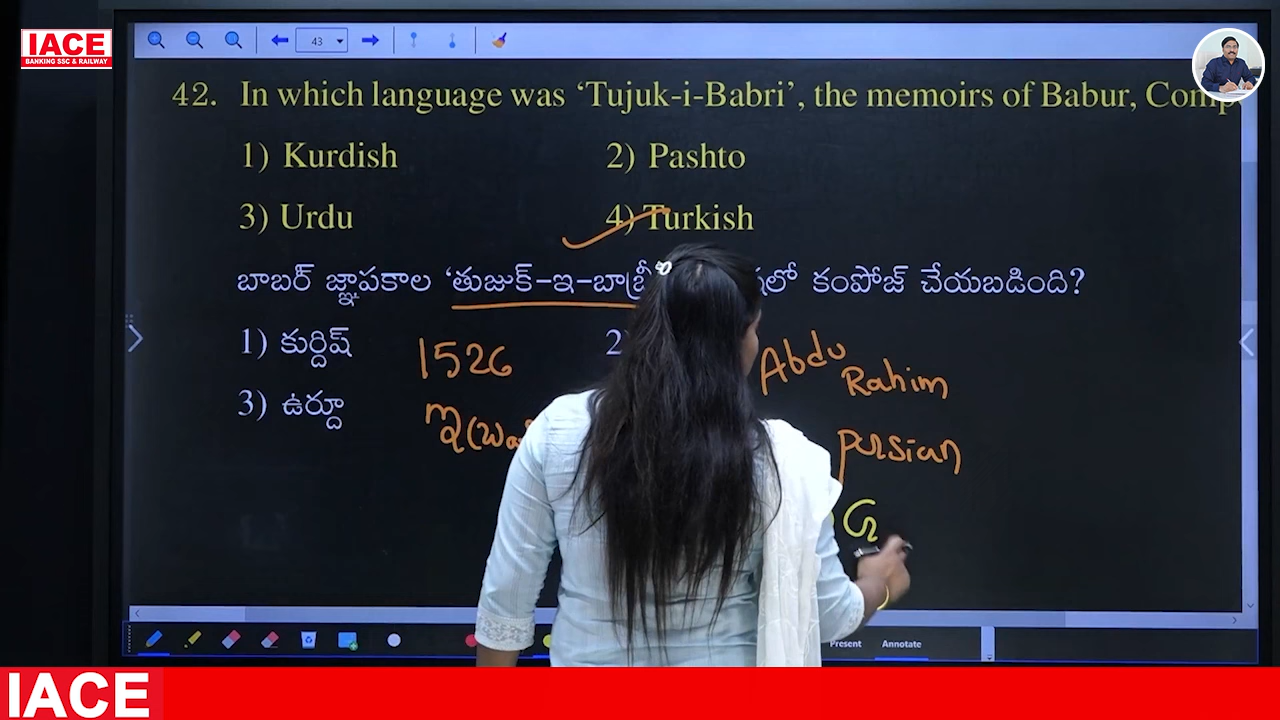 IACE
BANKING SSC & RAILWAY
43
42. In which language was ‘Tujuk-i-Babri’, the memoirs of Babur, Comp
1) Kurdish 2) Pashto
3) Urdu 4) Turkish
బాబర్ జ్ఞాపకాల ‘తుజుక్-ఇ-బాబ్రీ లో కంపోజ్ చేయబడింది?
1) కుర్దిష్ 2)
3) ఉర్దూ
1526
Abdu
Rahim
persian
Present Annotate
IACE